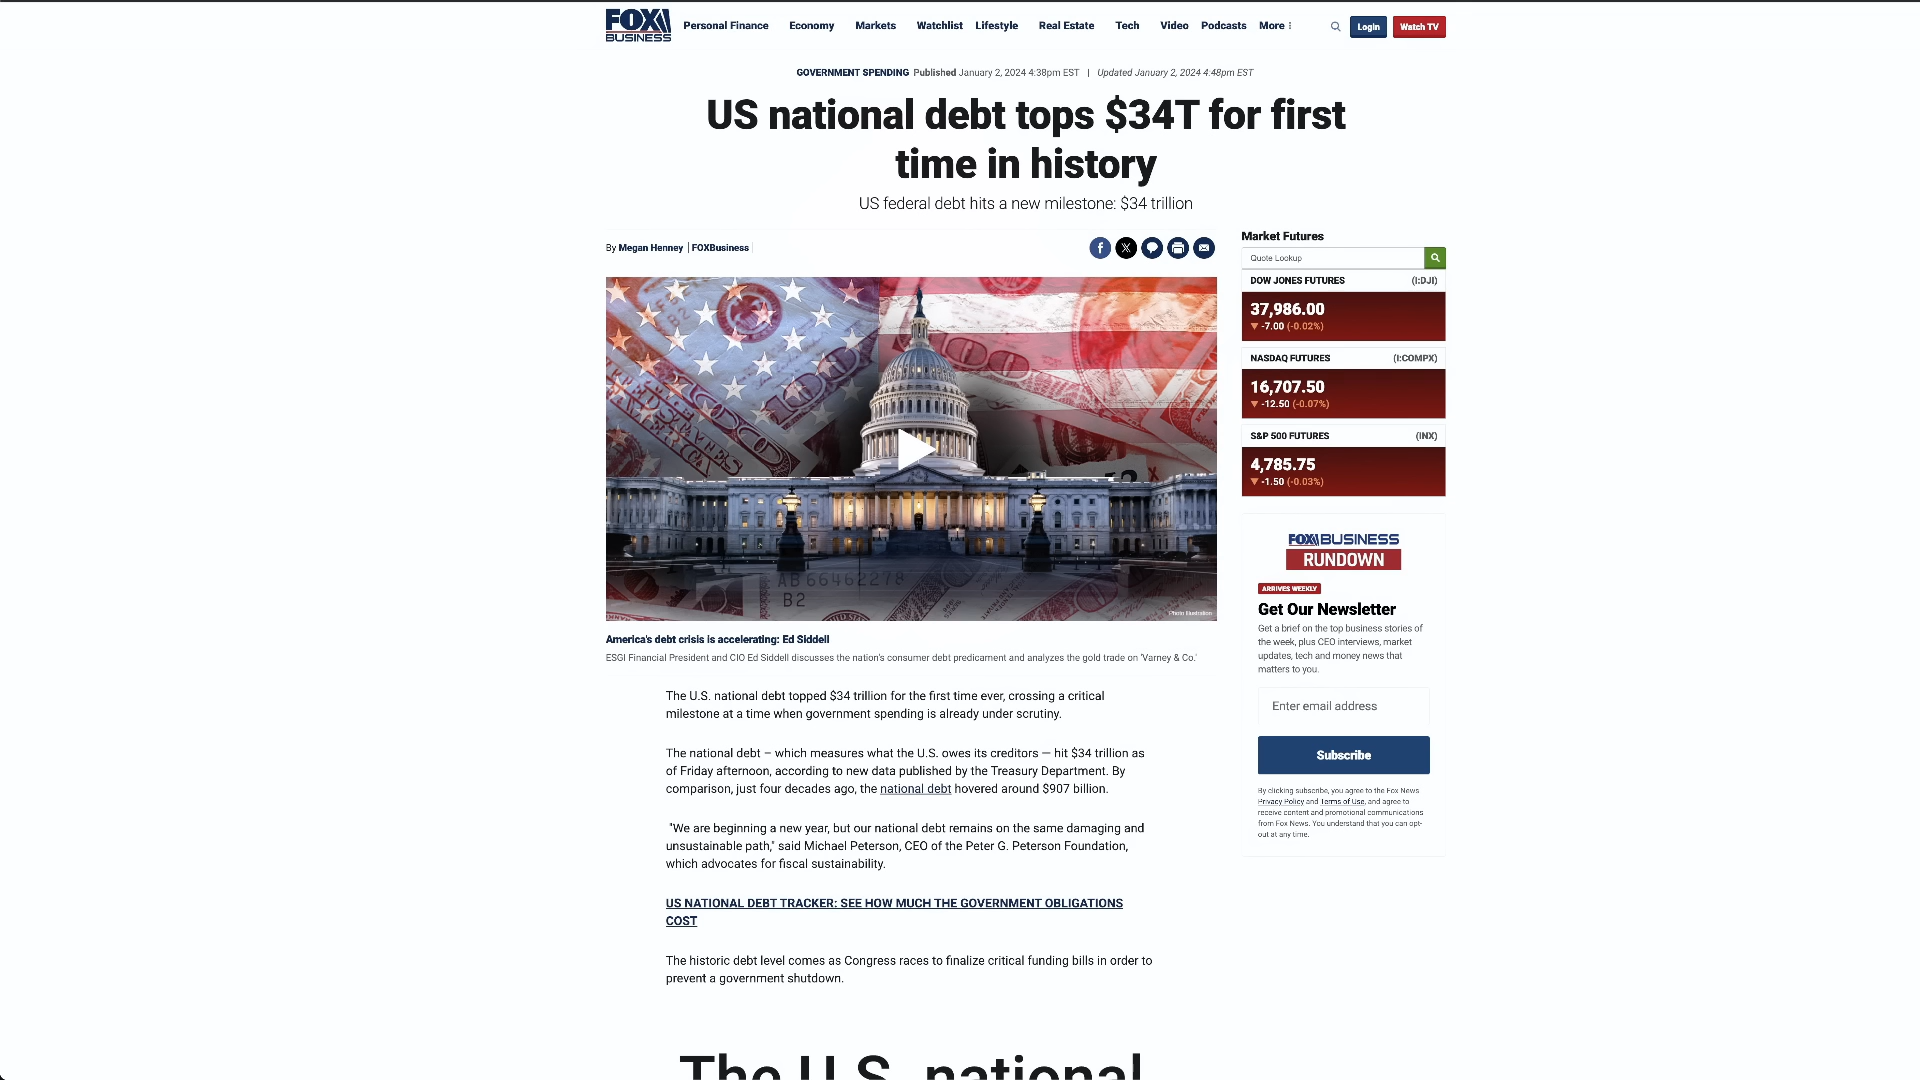 FOX BUSINESS
Personal Finance Economy Markets Watchlist Lifestyle Real Estate Tech Video Podcasts More Login Watch TV
GOVERNMENT SPENDING Published January 2, 2024 4:38pm EST | Updated January 2, 2024 4:48pm EST
US national debt tops $34T for first
time in history
US federal debt hits a new milestone: $34 trillion
By Megan Henney | FOXBusiness
AB 66462278
B2
Photo Illustration
America's debt crisis is accelerating: Ed Siddell
ESGI Financial President and CIO Ed Siddell discusses the nation's consumer debt predicament and analyzes the gold trade on 'Varney & Co.'
The U.S. national debt topped $34 trillion for the first time ever, crossing a critical
milestone at a time when government spending is already under scrutiny.
The national debt – which measures what the U.S. owes its creditors — hit $34 trillion as
of Friday afternoon, according to new data published by the Treasury Department. By
comparison, just four decades ago, the national debt hovered around $907 billion.
"We are beginning a new year, but our national debt remains on the same damaging and
unsustainable path," said Michael Peterson, CEO of the Peter G. Peterson Foundation,
which advocates for fiscal sustainability.
US NATIONAL DEBT TRACKER: SEE HOW MUCH THE GOVERNMENT OBLIGATIONS
COST
The historic debt level comes as Congress races to finalize critical funding bills in order to
prevent a government shutdown.
The U.S. national
Market Futures
Quote Lookup
DOW JONES FUTURES (I:DJI)
37,986.00
▼ -7.00 (-0.02%)
NASDAQ FUTURES (I:COMPX)
16,707.50
▼ -12.50 (-0.07%)
S&P 500 FUTURES (INX)
4,785.75
▼ -1.50 (-0.03%)
FOX BUSINESS
RUNDOWN
ARRIVES WEEKLY
Get Our Newsletter
Get a brief on the top business stories of
the week, plus CEO interviews, market
updates, tech and money news that
matters to you.
Enter email address
Subscribe
By clicking subscribe, you agree to the Fox News
Privacy Policy and Terms of Use, and agree to
receive content and promotional communications
from Fox News. You understand that you can opt-
out at any time.